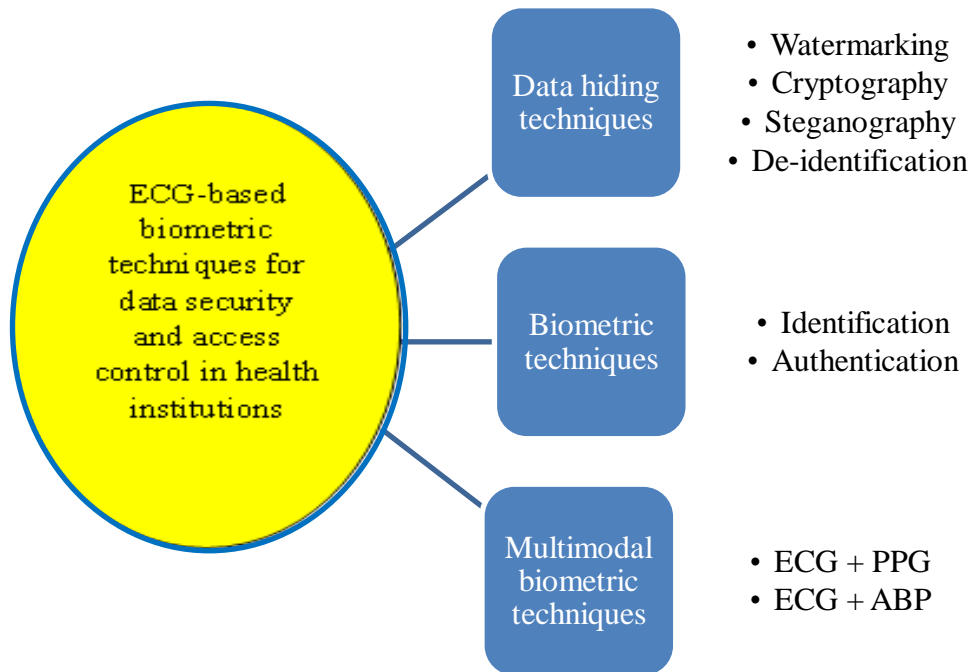 ECG-based
biometric
techniques for
data security
and access
control in health
institutions
Data hiding
techniques
• Watermarking
• Cryptography
• Steganography
• De-identification
Biometric
techniques
• Identification
• Authentication
Multimodal
biometric
techniques
• ECG + PPG
• ECG + ABP